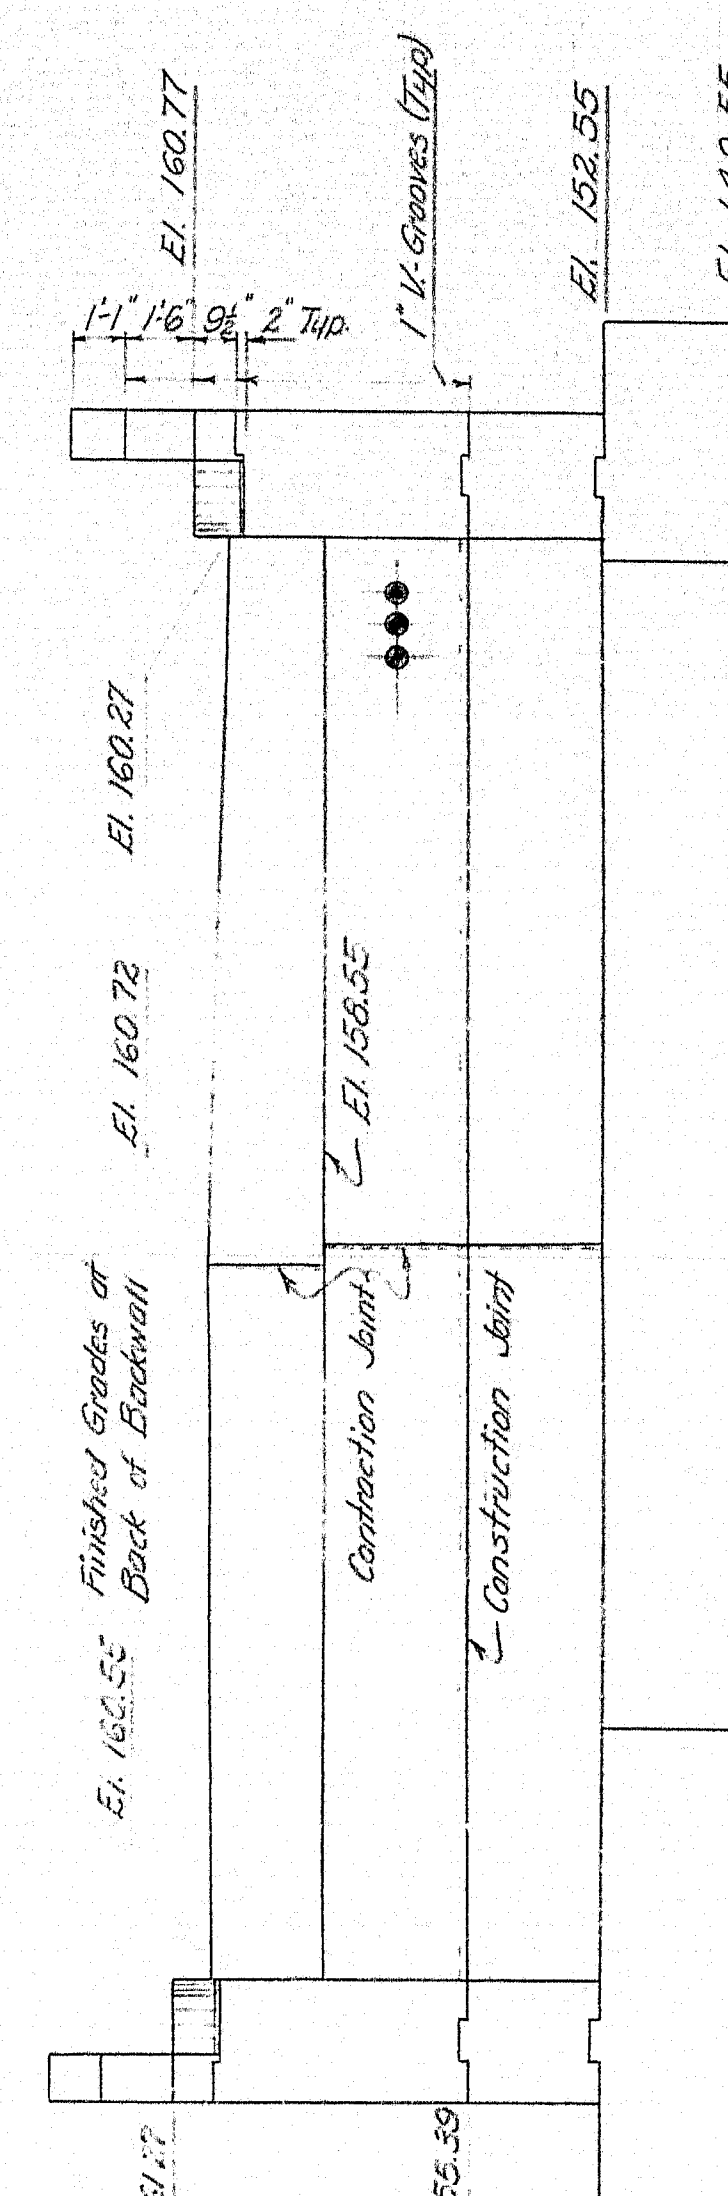 El. 160.77
1" V-Grooves (Typ)
El. 152.55
1'-1" 1'-6" 9½" 2" Typ.
El. 160.27
El. 160.72
El. 158.55
Finished Grades at
Back of Backwall
Contraction Joint
Construction Joint
El.